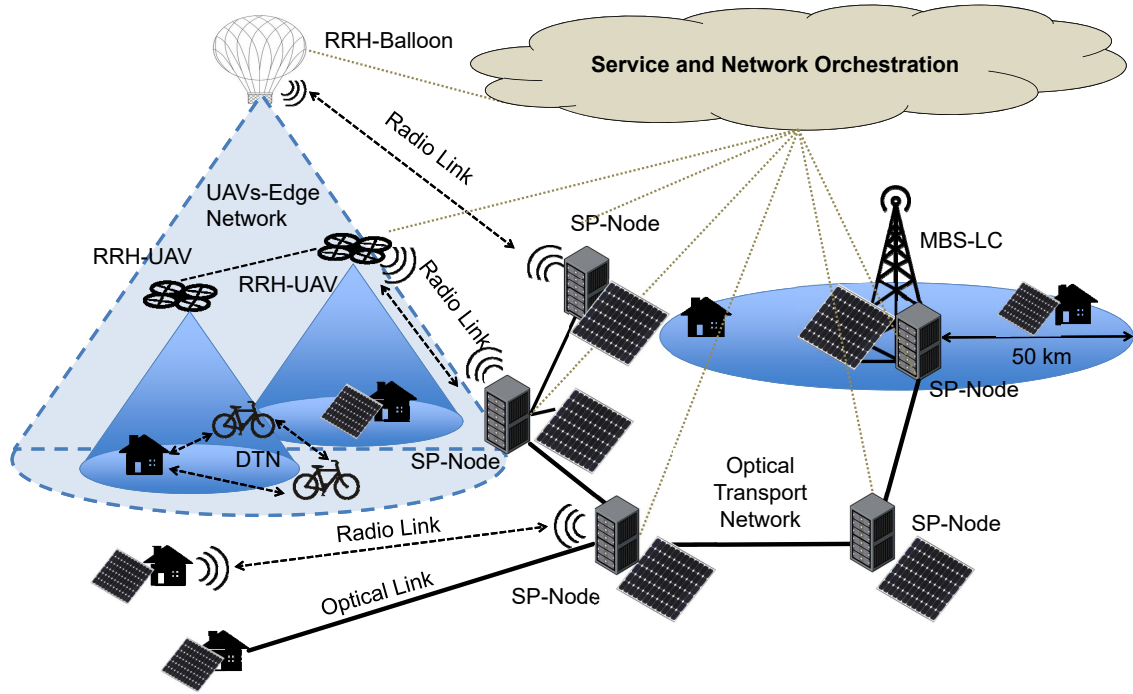 RRH-Balloon
Service and Network Orchestration
Radio Link
UAVs-Edge
Network
SP-Node
MBS-LC
RRH-UAV
RRH-UAV
Radio Link
50 km
SP-Node
DTN
SP-Node
Optical
Transport
Network
SP-Node
Radio Link
Optical Link
SP-Node